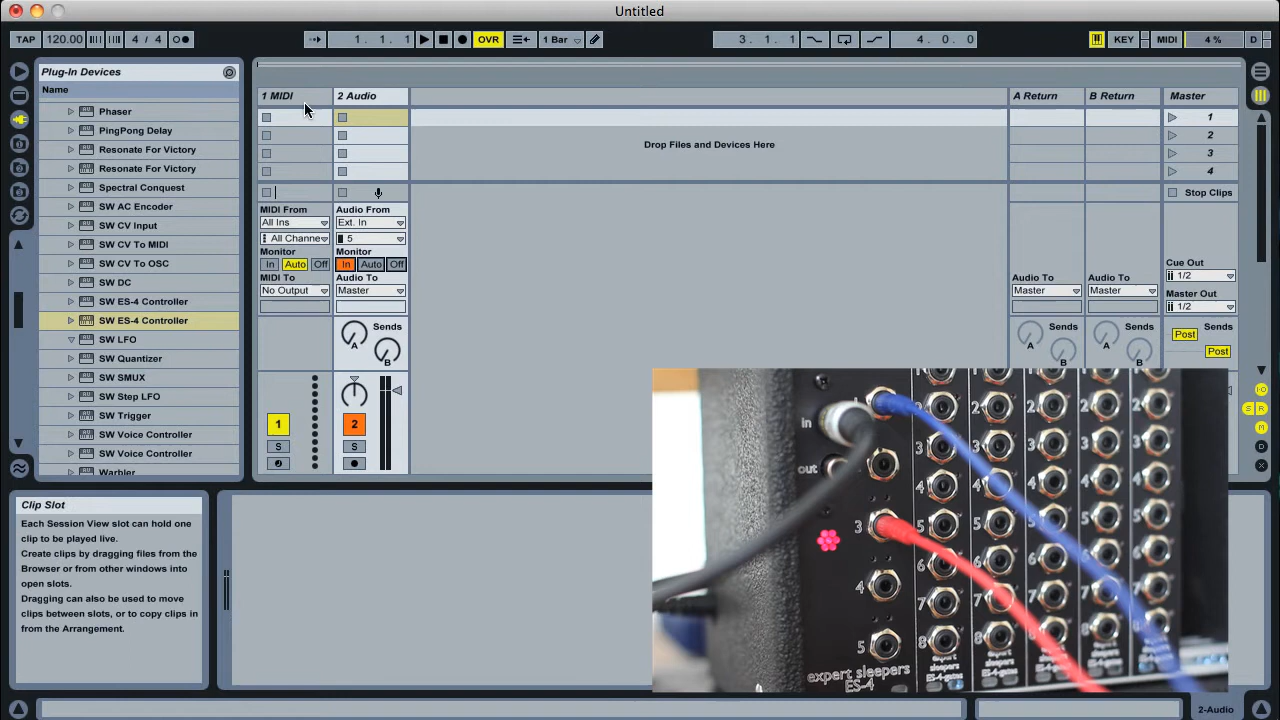 Untitled
TAP 120.00 4 / 4 1. 1. 1 OVR 1 Bar 3. 1. 1 4. 0. 0 KEY MIDI 4 % D
Plug-In Devices
Name
Phaser
PingPong Delay
Resonate For Victory
Resonate For Victory
Spectral Conquest
SW AC Encoder
SW CV Input
SW CV To MIDI
SW CV To OSC
SW DC
SW ES-4 Controller
SW ES-4 Controller
SW LFO
SW Quantizer
SW SMUX
SW Step LFO
SW Trigger
SW Voice Controller
SW Voice Controller
Warbler
1 MIDI 2 Audio A Return B Return Master
1
Drop Files and Devices Here
2
3
4
Stop Clips
MIDI From Audio From
All Ins Ext. In
All Channe 5
Monitor Monitor
In Auto Off In Auto Off
MIDI To Audio To Audio To Audio To
No Output Master Master Master
Cue Out
1/2
Master Out
1/2
Sends Sends Sends Sends
A A B Post
B A B Post
1 2
S S
Clip Slot
Each Session View slot can hold one
clip to be played live.
Create clips by dragging files from the
Browser or from other windows into
open slots.
Dragging can also be used to move
clips between slots, or to copy clips in
from the Arrangement.
in
out
3
4
5
2
3
4
5
6
7
8
expert sleepers
ES-4
expert sleepers
ES-4 gates
2-Audio